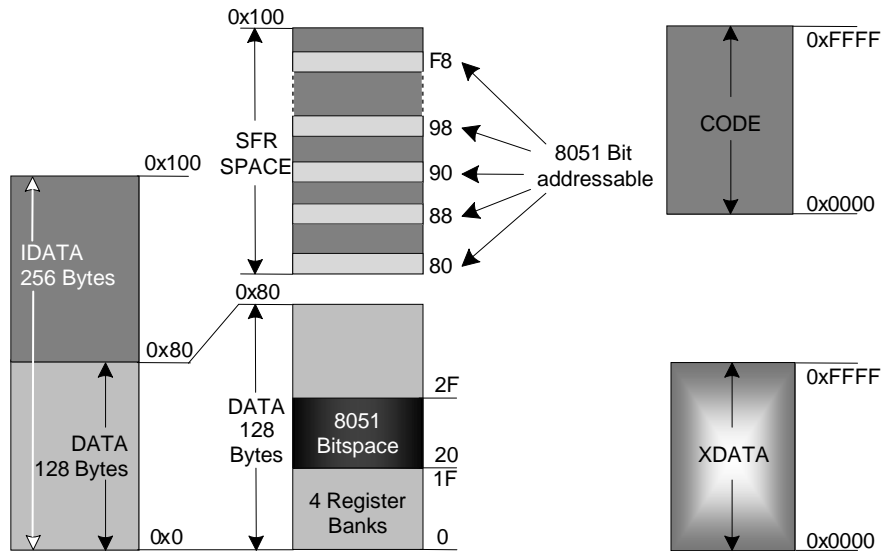 0x100
F8
98
90
88
80
SFR
SPACE
8051 Bit
addressable
0xFFFF
CODE
0x0000
0x100
IDATA
256 Bytes
0x80
DATA
128 Bytes
0x0
0x80
DATA
128
Bytes
2F
8051
Bitspace
20
1F
4 Register
Banks
0
0xFFFF
XDATA
0x0000